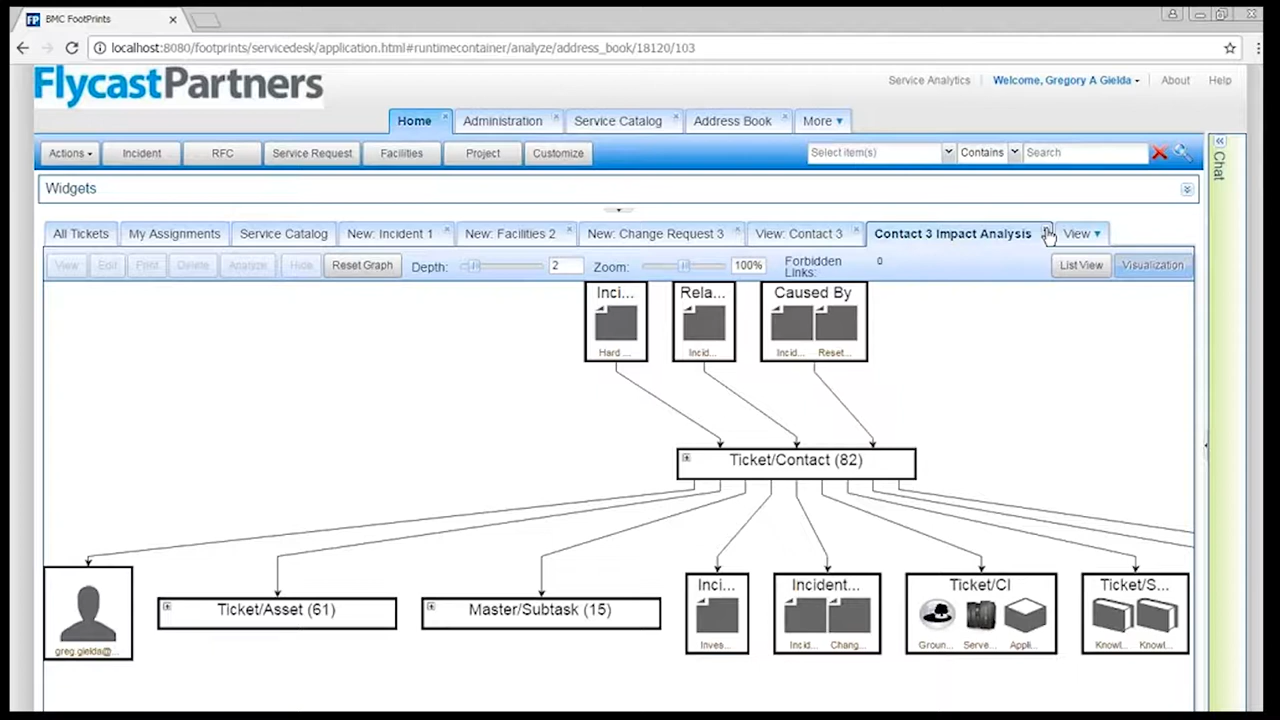 BMC FootPrints
localhost:8080/footprints/servicedesk/application.html#runtimecontainer/analyze/address_book/18120/103
FlycastPartners
Service Analytics Welcome, Gregory A Gielda About Help
Home Administration Service Catalog Address Book More
Actions Incident RFC Service Request Facilities Project Customize Select item(s) Contains Search
Chat
Widgets
All Tickets My Assignments Service Catalog New: Incident 1 New: Facilities 2 New: Change Request 3 View: Contact 3 Contact 3 Impact Analysis View
View Edit Print Delete Analyze Hide Reset Graph Depth: 2 Zoom: 100% Forbidden Links: 0 List View Visualization
Inci... Rela... Caused By
Hard ... Incid... Incid... Reset...
Ticket/Contact (82)
Ticket/Asset (61) Master/Subtask (15) Inci... Incident... Ticket/CI Ticket/S...
greg.gielda@... Inves... Incid... Chang... Groun... Serve... Appli... Knowl... Knowl...